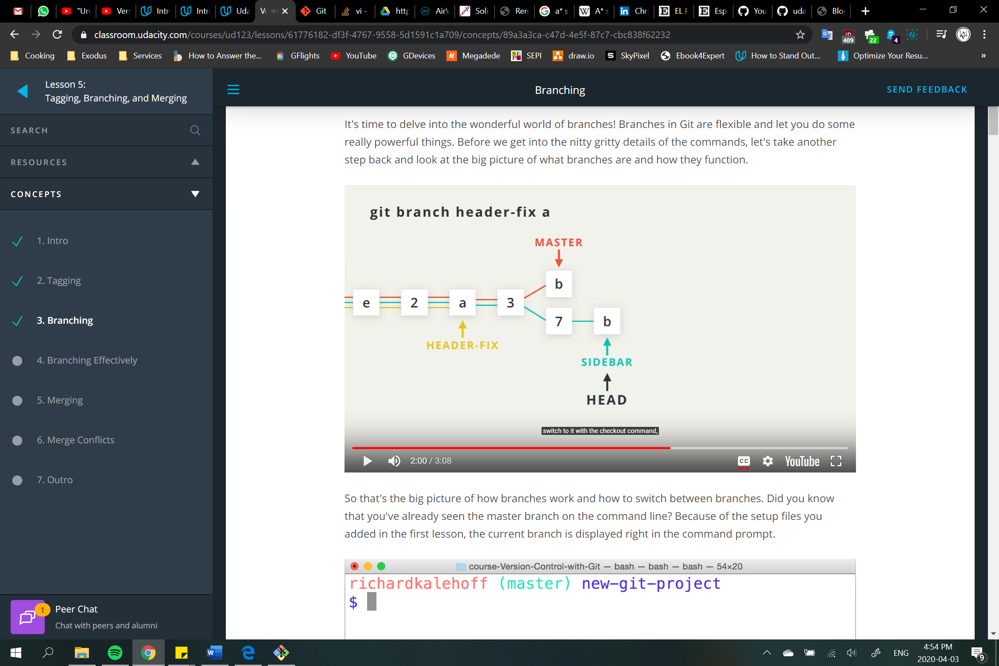 "Un
Ver
Intr
Intr
Uda
Ve
Git
vi -
http
AirV
Soli
Ren
a* s
A* s
Chri
EL P
Esp
You
uda
Blo
classroom.udacity.com/courses/ud123/lessons/61776182-df3f-4767-9558-5d1591c1a709/concepts/89a3a3ca-c47d-4e5f-87c7-cbc838f62232
409
22
4
Cooking
Exodus
Services
How to Answer the...
GFlights
YouTube
GDevices
Megadede
SEPI
draw.io
SkyPixel
Ebook4Expert
How to Stand Out...
Optimize Your Resu...
»
Lesson 5:
Tagging, Branching, and Merging
SEARCH
RESOURCES
CONCEPTS
1. Intro
2. Tagging
3. Branching
4. Branching Effectively
5. Merging
6. Merge Conflicts
7. Outro
1
Peer Chat
Chat with peers and alumni
Branching
SEND FEEDBACK
It's time to delve into the wonderful world of branches! Branches in Git are flexible and let you do some
really powerful things. Before we get into the nitty gritty details of the commands, let's take another
step back and look at the big picture of what branches are and how they function.
git branch header-fix a
MASTER
b
e
2
a
3
7
b
HEADER-FIX
SIDEBAR
HEAD
switch to it with the checkout command,
2:00 / 3:08
CC
YouTube
So that's the big picture of how branches work and how to switch between branches. Did you know
that you've already seen the master branch on the command line? Because of the setup files you
added in the first lesson, the current branch is displayed right in the command prompt.
course-Version-Control-with-Git — bash — bash — bash — 54×20
richardkalehoff (master) new-git-project
$
ENG
4:54 PM
2020-04-03
9